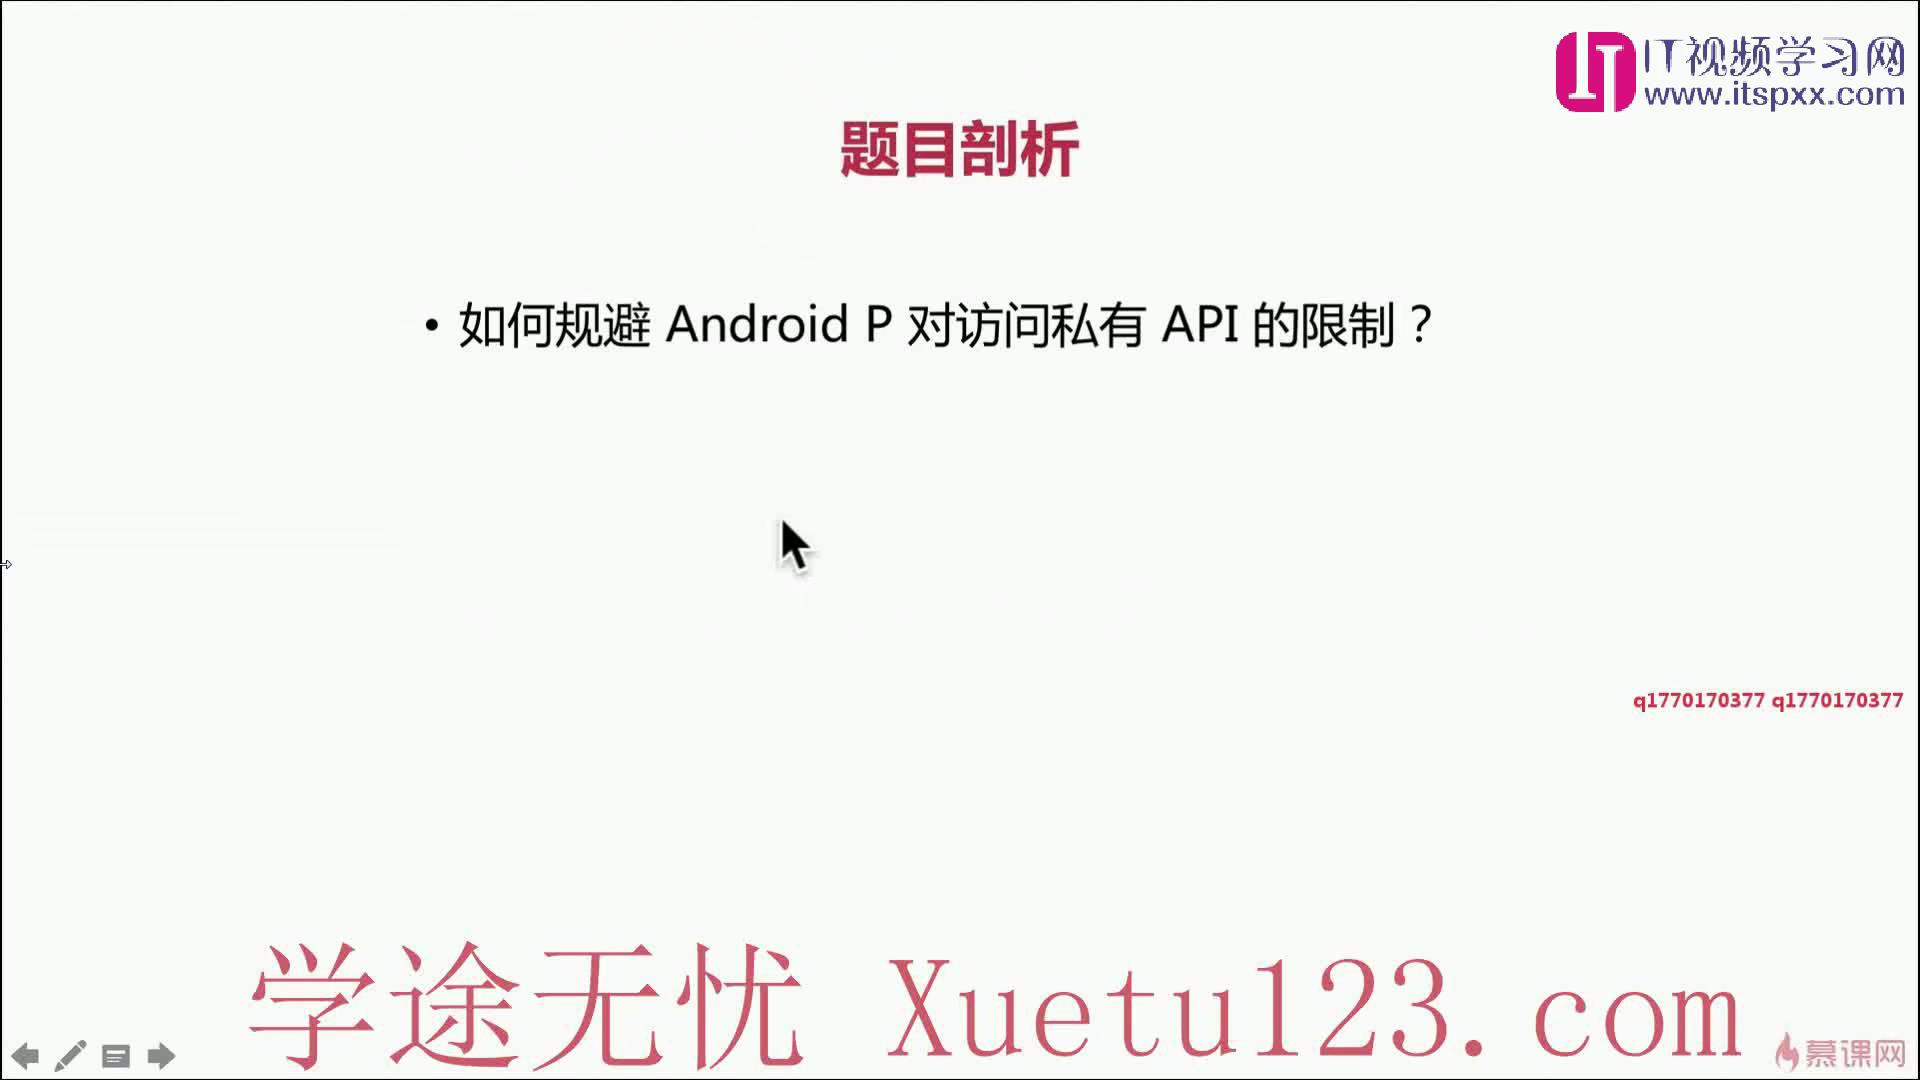 IT视频学习网
www.itspxx.com
题目剖析
• 如何规避 Android P 对访问私有 API 的限制？
q1770170377 q1770170377
学途无忧 Xuetu123.com
慕课网